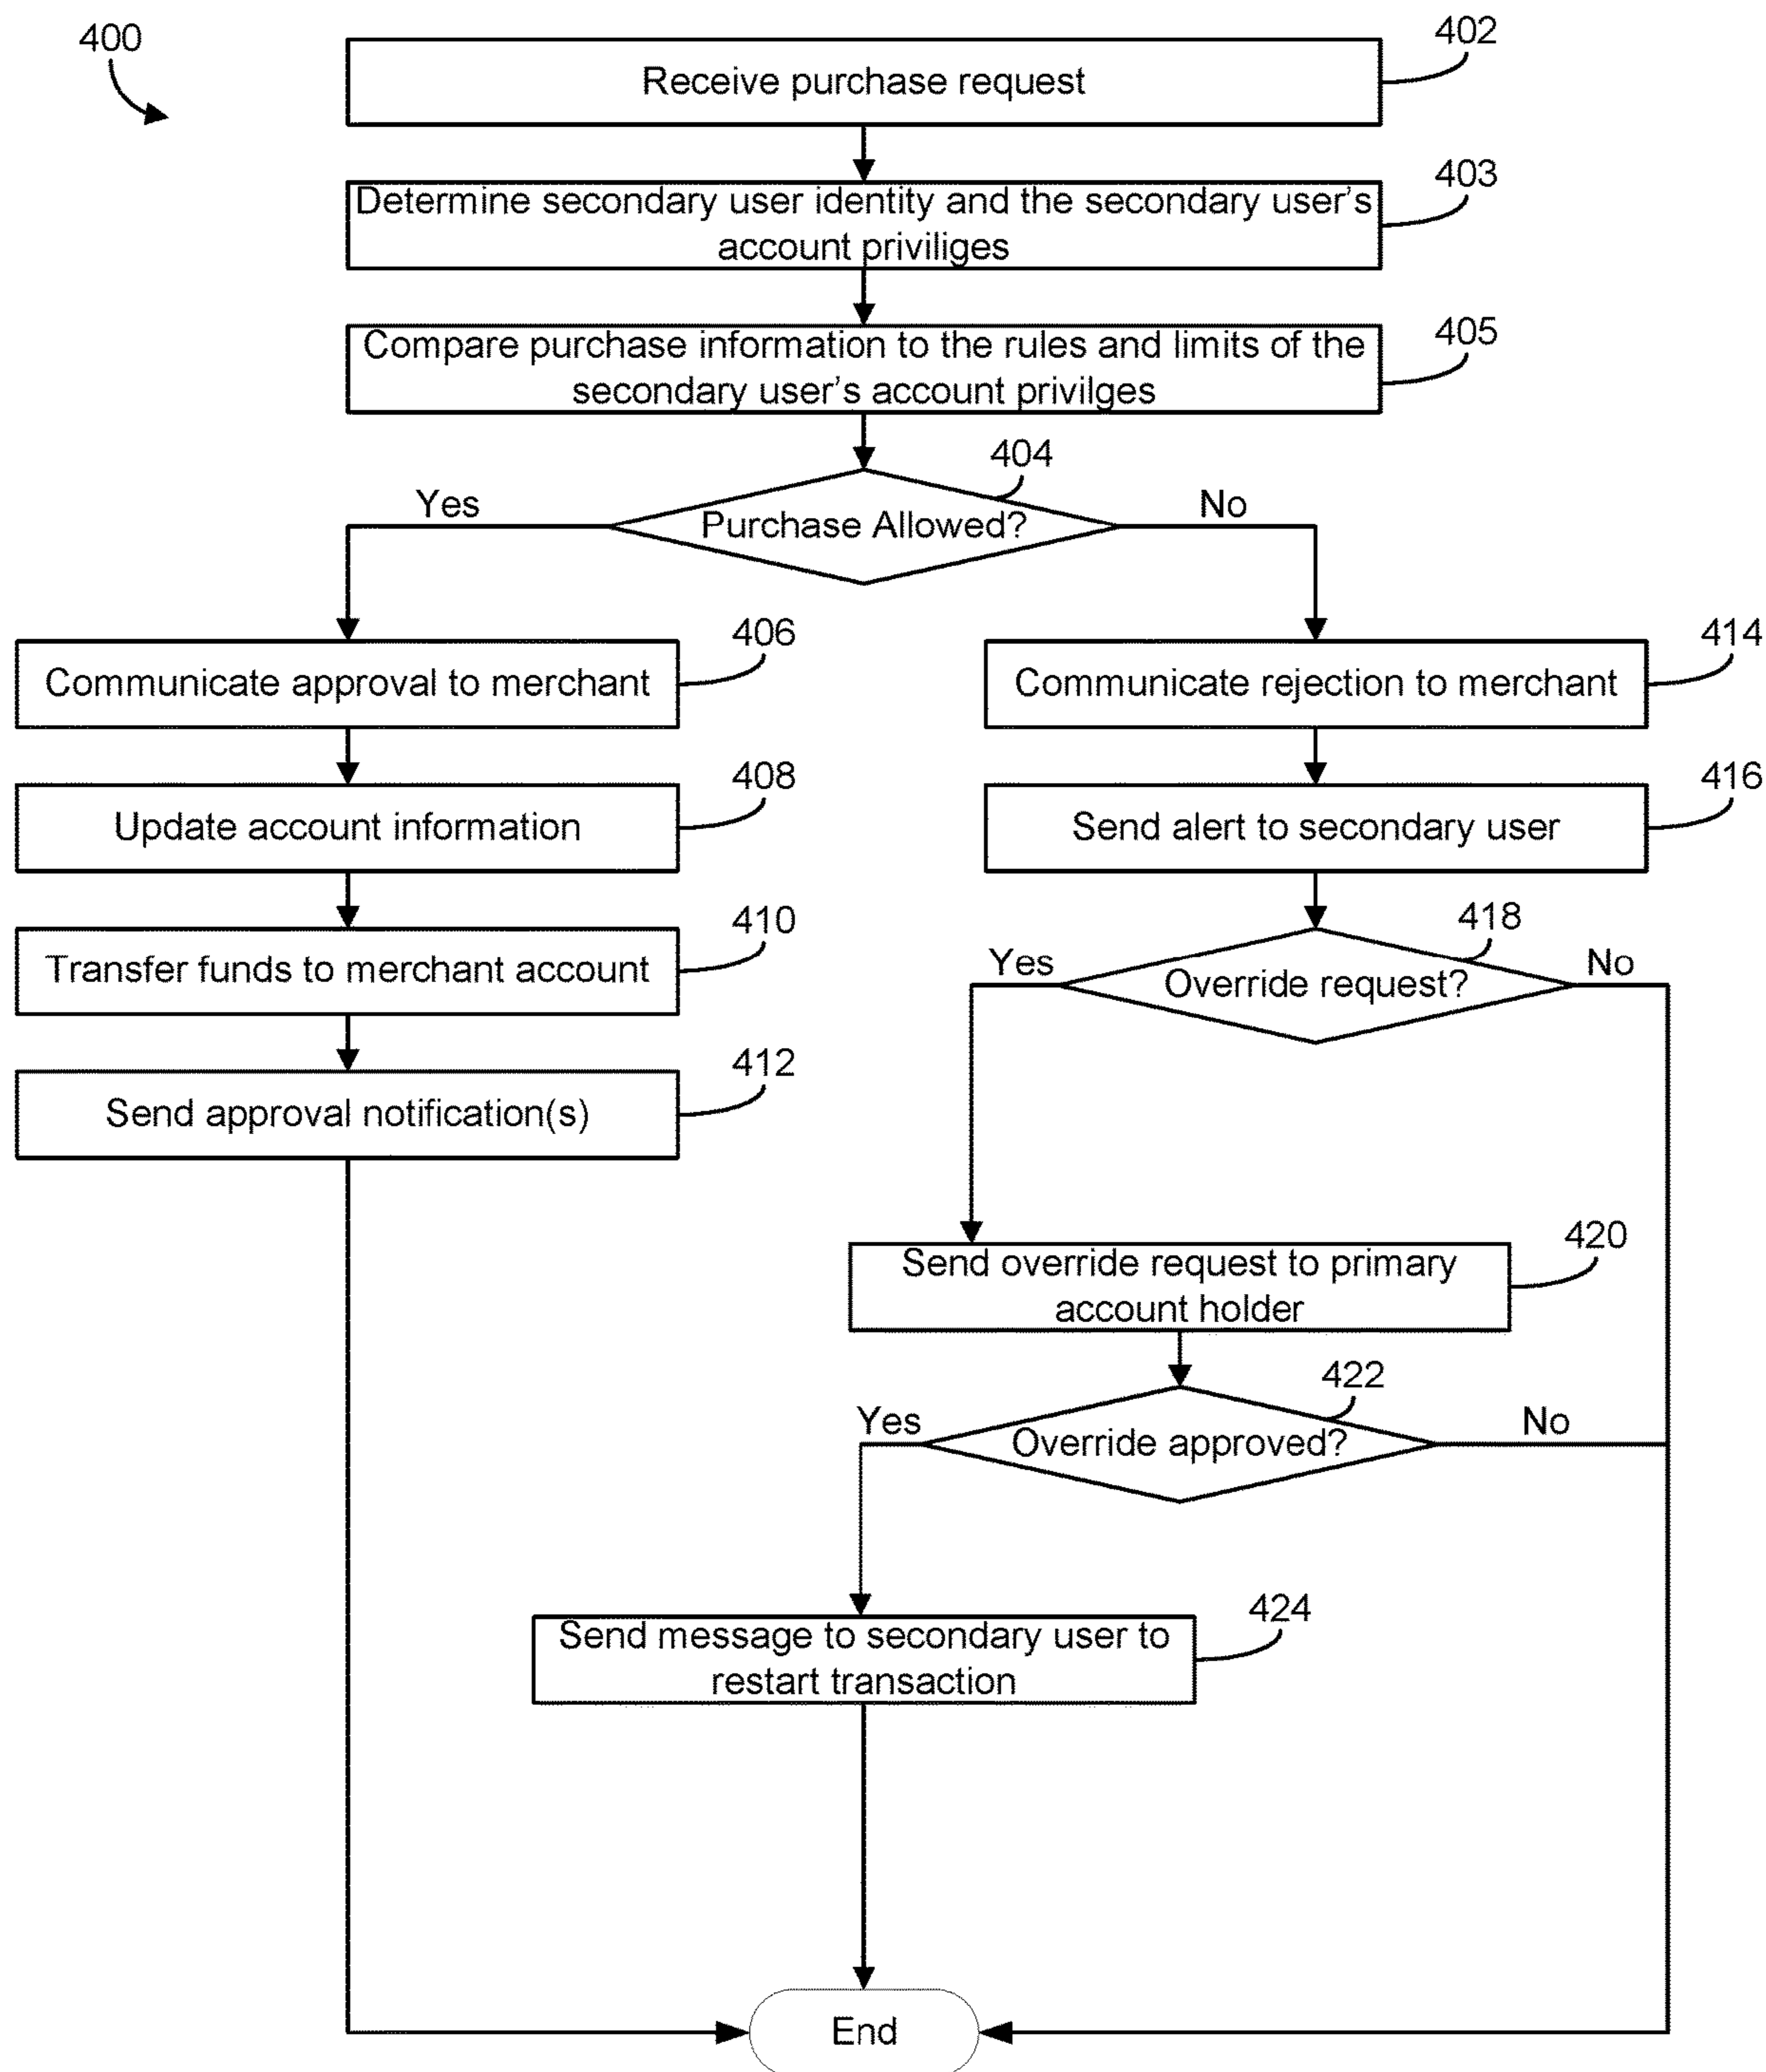 400
402
Receive purchase request
403
Determine secondary user identity and the secondary user's
account priviliges
405
Compare purchase information to the rules and limits of the
secondary user's account privilges
404
Yes
Purchase Allowed?
No
406
Communicate approval to merchant
414
Communicate rejection to merchant
408
Update account information
416
Send alert to secondary user
410
Transfer funds to merchant account
418
Yes
Override request?
No
412
Send approval notification(s)
420
Send override request to primary
account holder
422
Yes
Override approved?
No
424
Send message to secondary user to
restart transaction
End